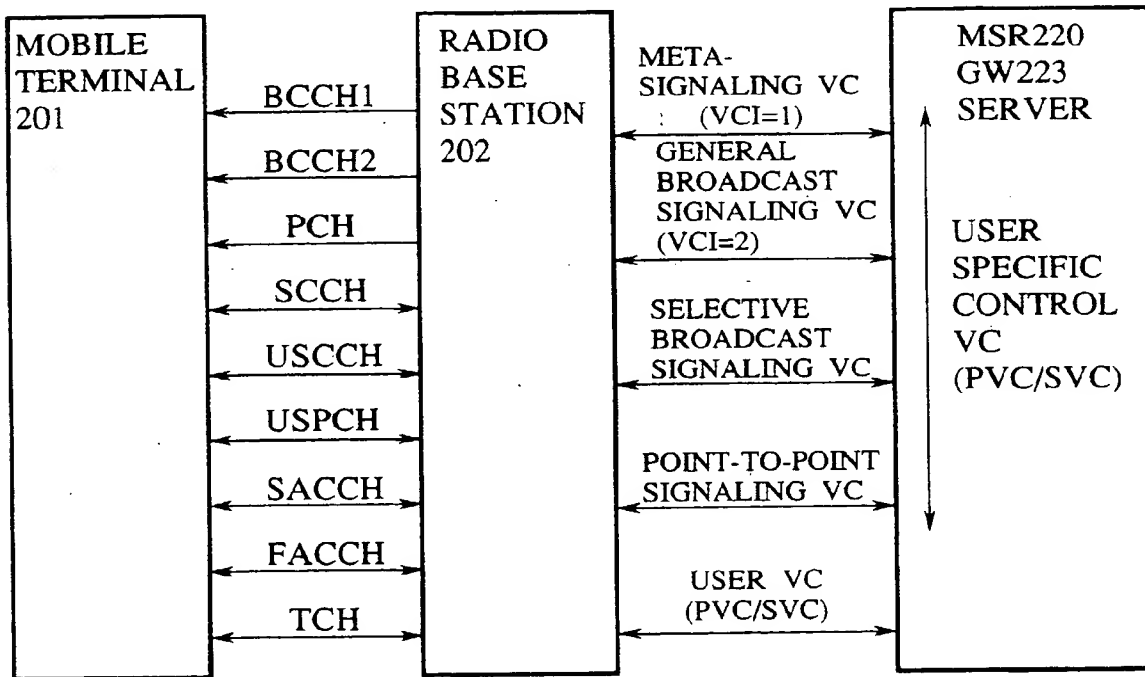 MOBILE
TERMINAL
201
BCCH1
BCCH2
PCH
SCCH
USCCH
USPCH
SACCH
FACCH
TCH
RADIO
BASE
STATION
202
META-
SIGNALING VC
(VCI=1)
GENERAL
BROADCAST
SIGNALING VC
(VCI=2)
SELECTIVE
BROADCAST
SIGNALING VC
POINT-TO-POINT
SIGNALING VC
USER VC
(PVC/SVC)
MSR220
GW223
SERVER
USER
SPECIFIC
CONTROL
VC
(PVC/SVC)